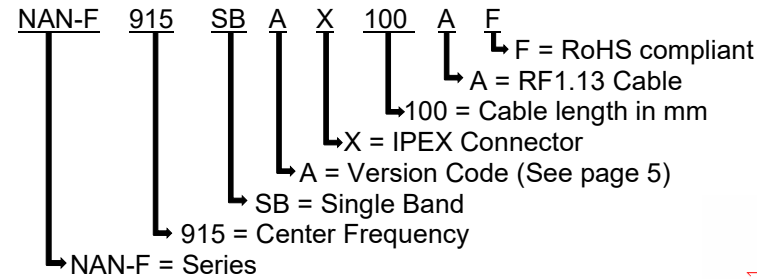 NAN-F 915 SB A X 100 A F
F = RoHS compliant
A = RF1.13 Cable
100 = Cable length in mm
X = IPEX Connector
A = Version Code (See page 5)
SB = Single Band
915 = Center Frequency
NAN-F = Series